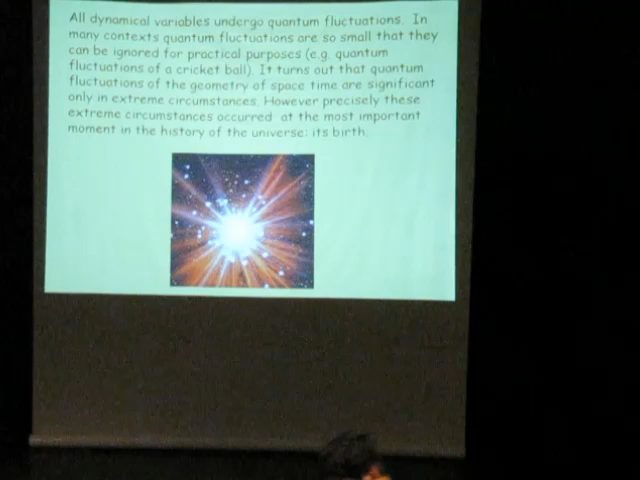 All dynamical variables undergo quantum fluctuations. In
many contexts quantum fluctuations are so small that they
can be ignored for practical purposes (e.g. quantum
fluctuations of a cricket ball). It turns out that quantum
fluctuations of the geometry of space time are significant
only in extreme circumstances. However precisely these
extreme circumstances occurred at the most important
moment in the history of the universe: its birth.